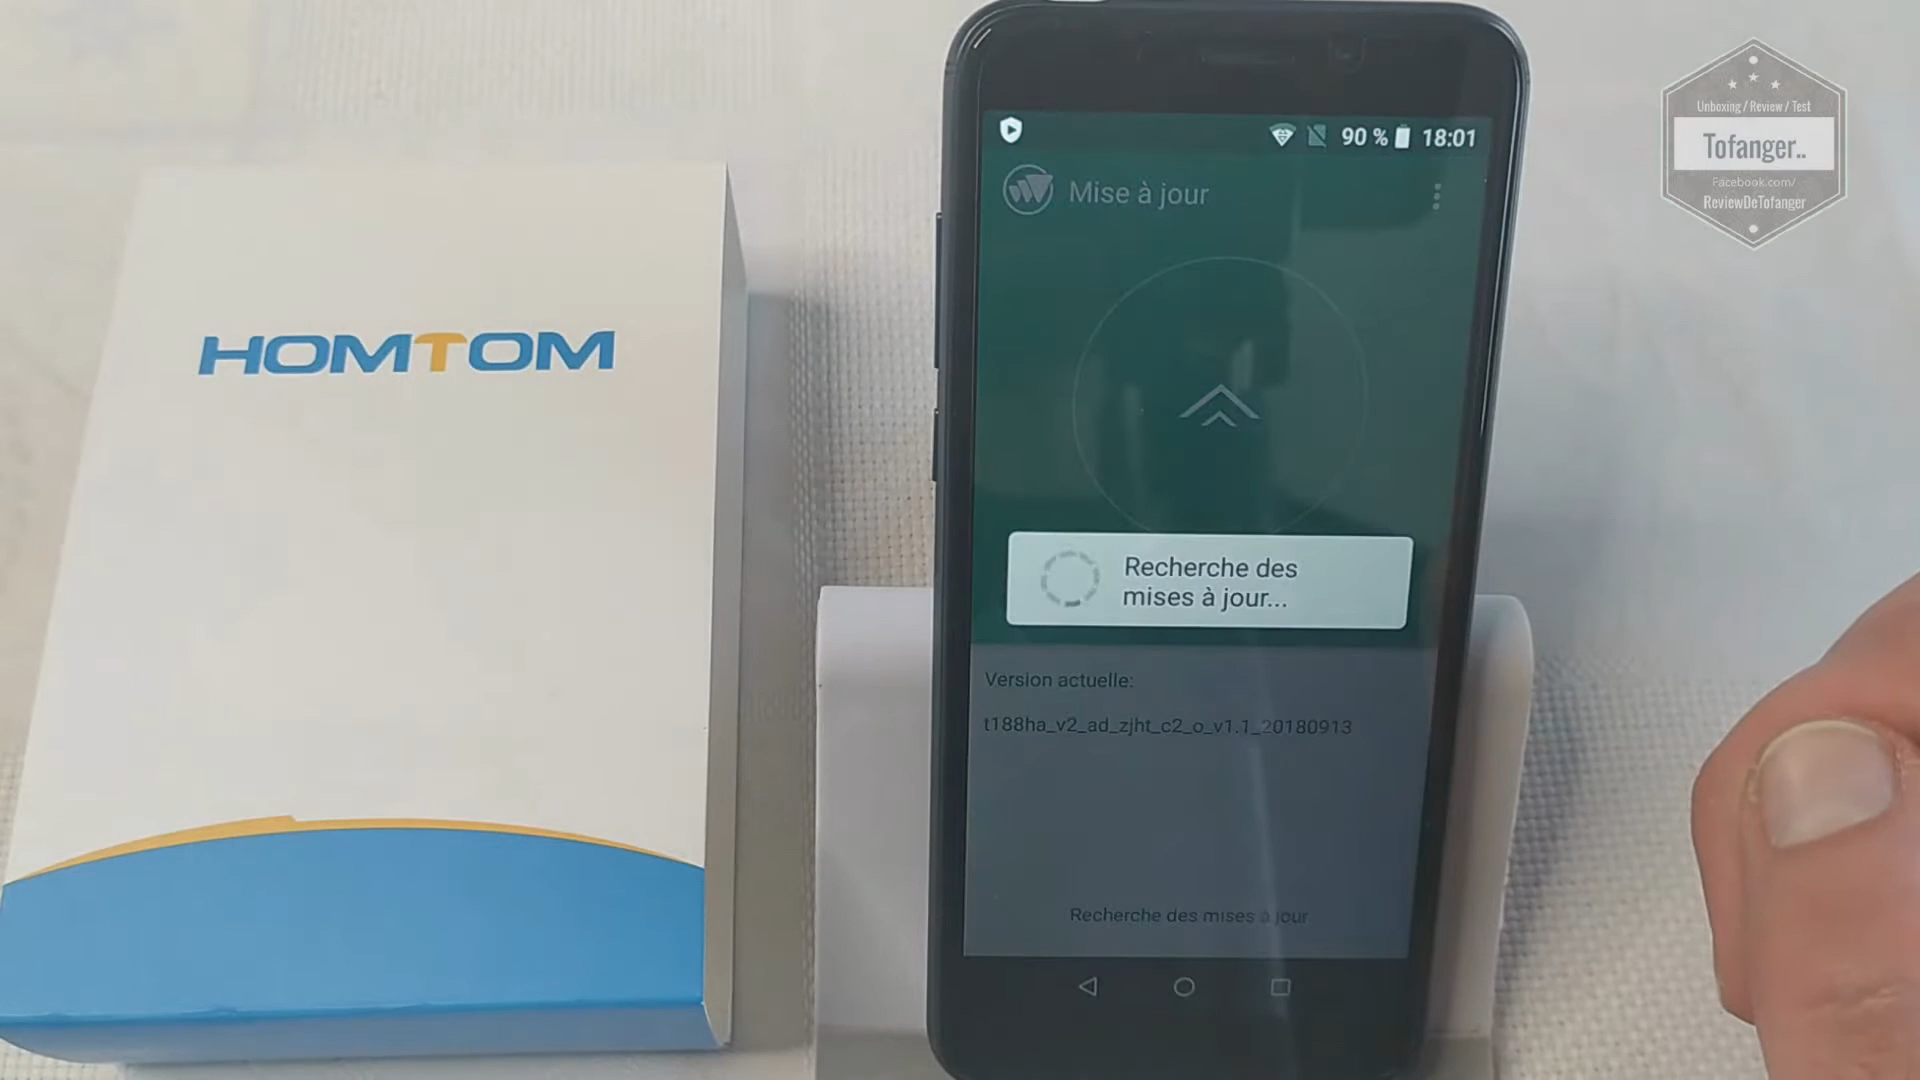 HOMTOM
90 % 18:01
Mise à jour
Recherche des
mises à jour...
Version actuelle:
t188ha_v2_ad_zjht_c2_o_v1.1_20180913
Recherche des mises à jour
Unboxing / Review / Test
Tofanger..
Facebook.com/
ReviewDeTofanger